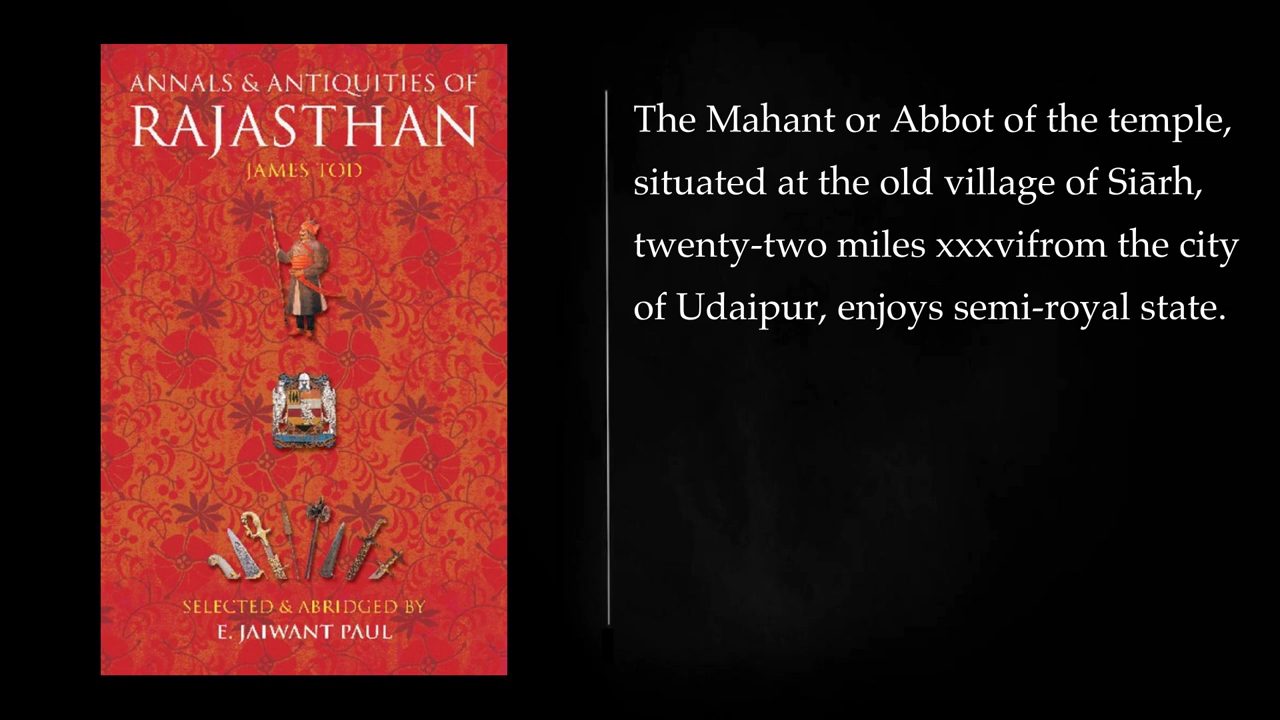 ANNALS & ANTIQUITIES OF
RAJASTHAN
JAMES TOD
SELECTED & ABRIDGED BY
E. JAIWANT PAUL
The Mahant or Abbot of the temple,
situated at the old village of Siārh,
twenty-two miles xxxvifrom the city
of Udaipur, enjoys semi-royal state.